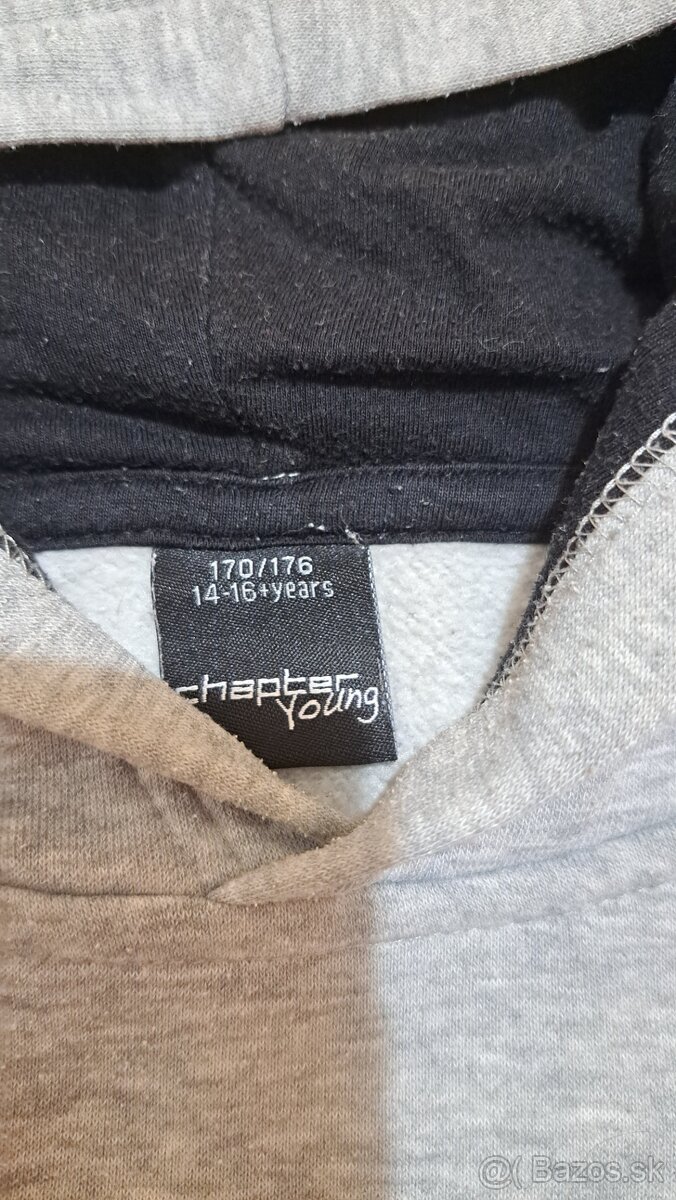 170/176
14-16+years
chapter
Young
@( Bazos.sk